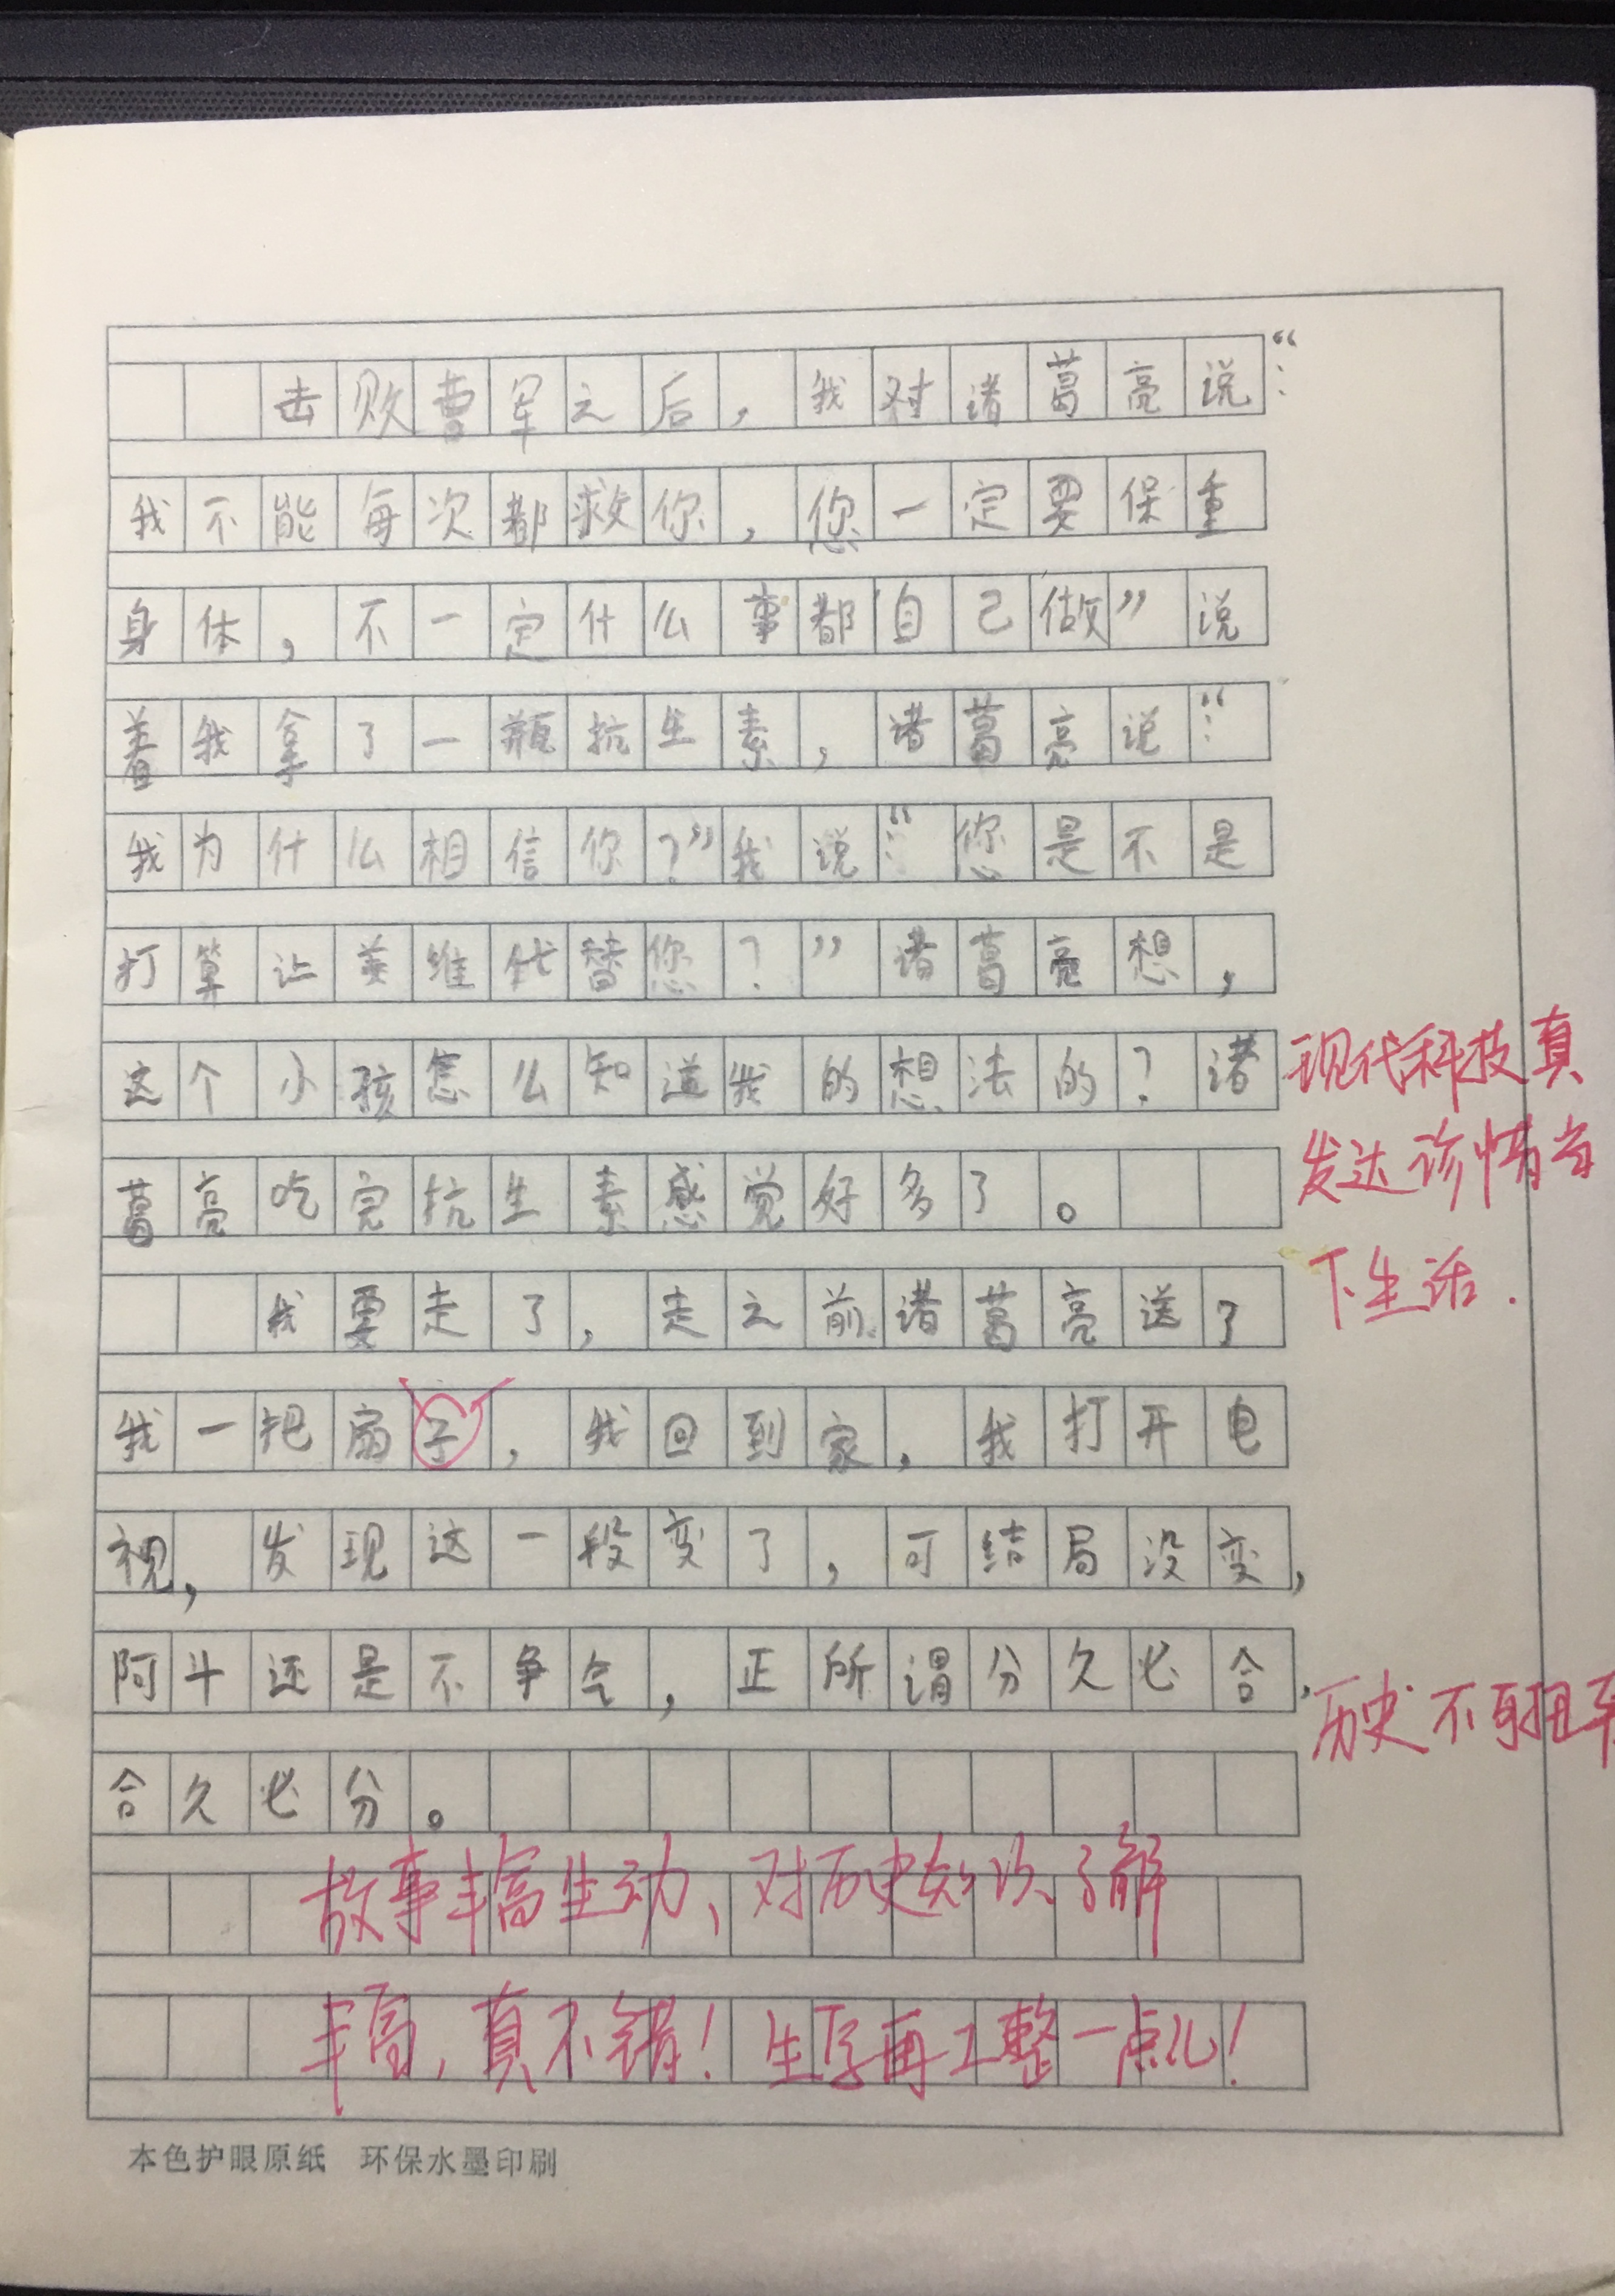 击败曹军之后，我对诸葛亮说：“
我不能每次都救你，您一定要保重
身体，不一定什么事都自己做”说
着我拿了一瓶抗生素，诸葛亮说：“
我为什么相信你？”我说：“您是不是
打算让姜维代替您？”诸葛亮想，
这个小孩怎么知道我的想法的？诸
现代科技真
发达该惜当
葛亮吃完抗生素感觉好多了。
下生活.
我要走了，走之前诸葛亮送了
我一把扇子，我回到家，我打开电
视，发现这一段变了，可结局没变，
阿斗还是不争气，正所谓分久必合，
历史不可扭转
合久必分。
故事丰富生动、对历史知识了解
丰富，真不错！生字再工整一点儿！
本色护眼原纸 环保水墨印刷